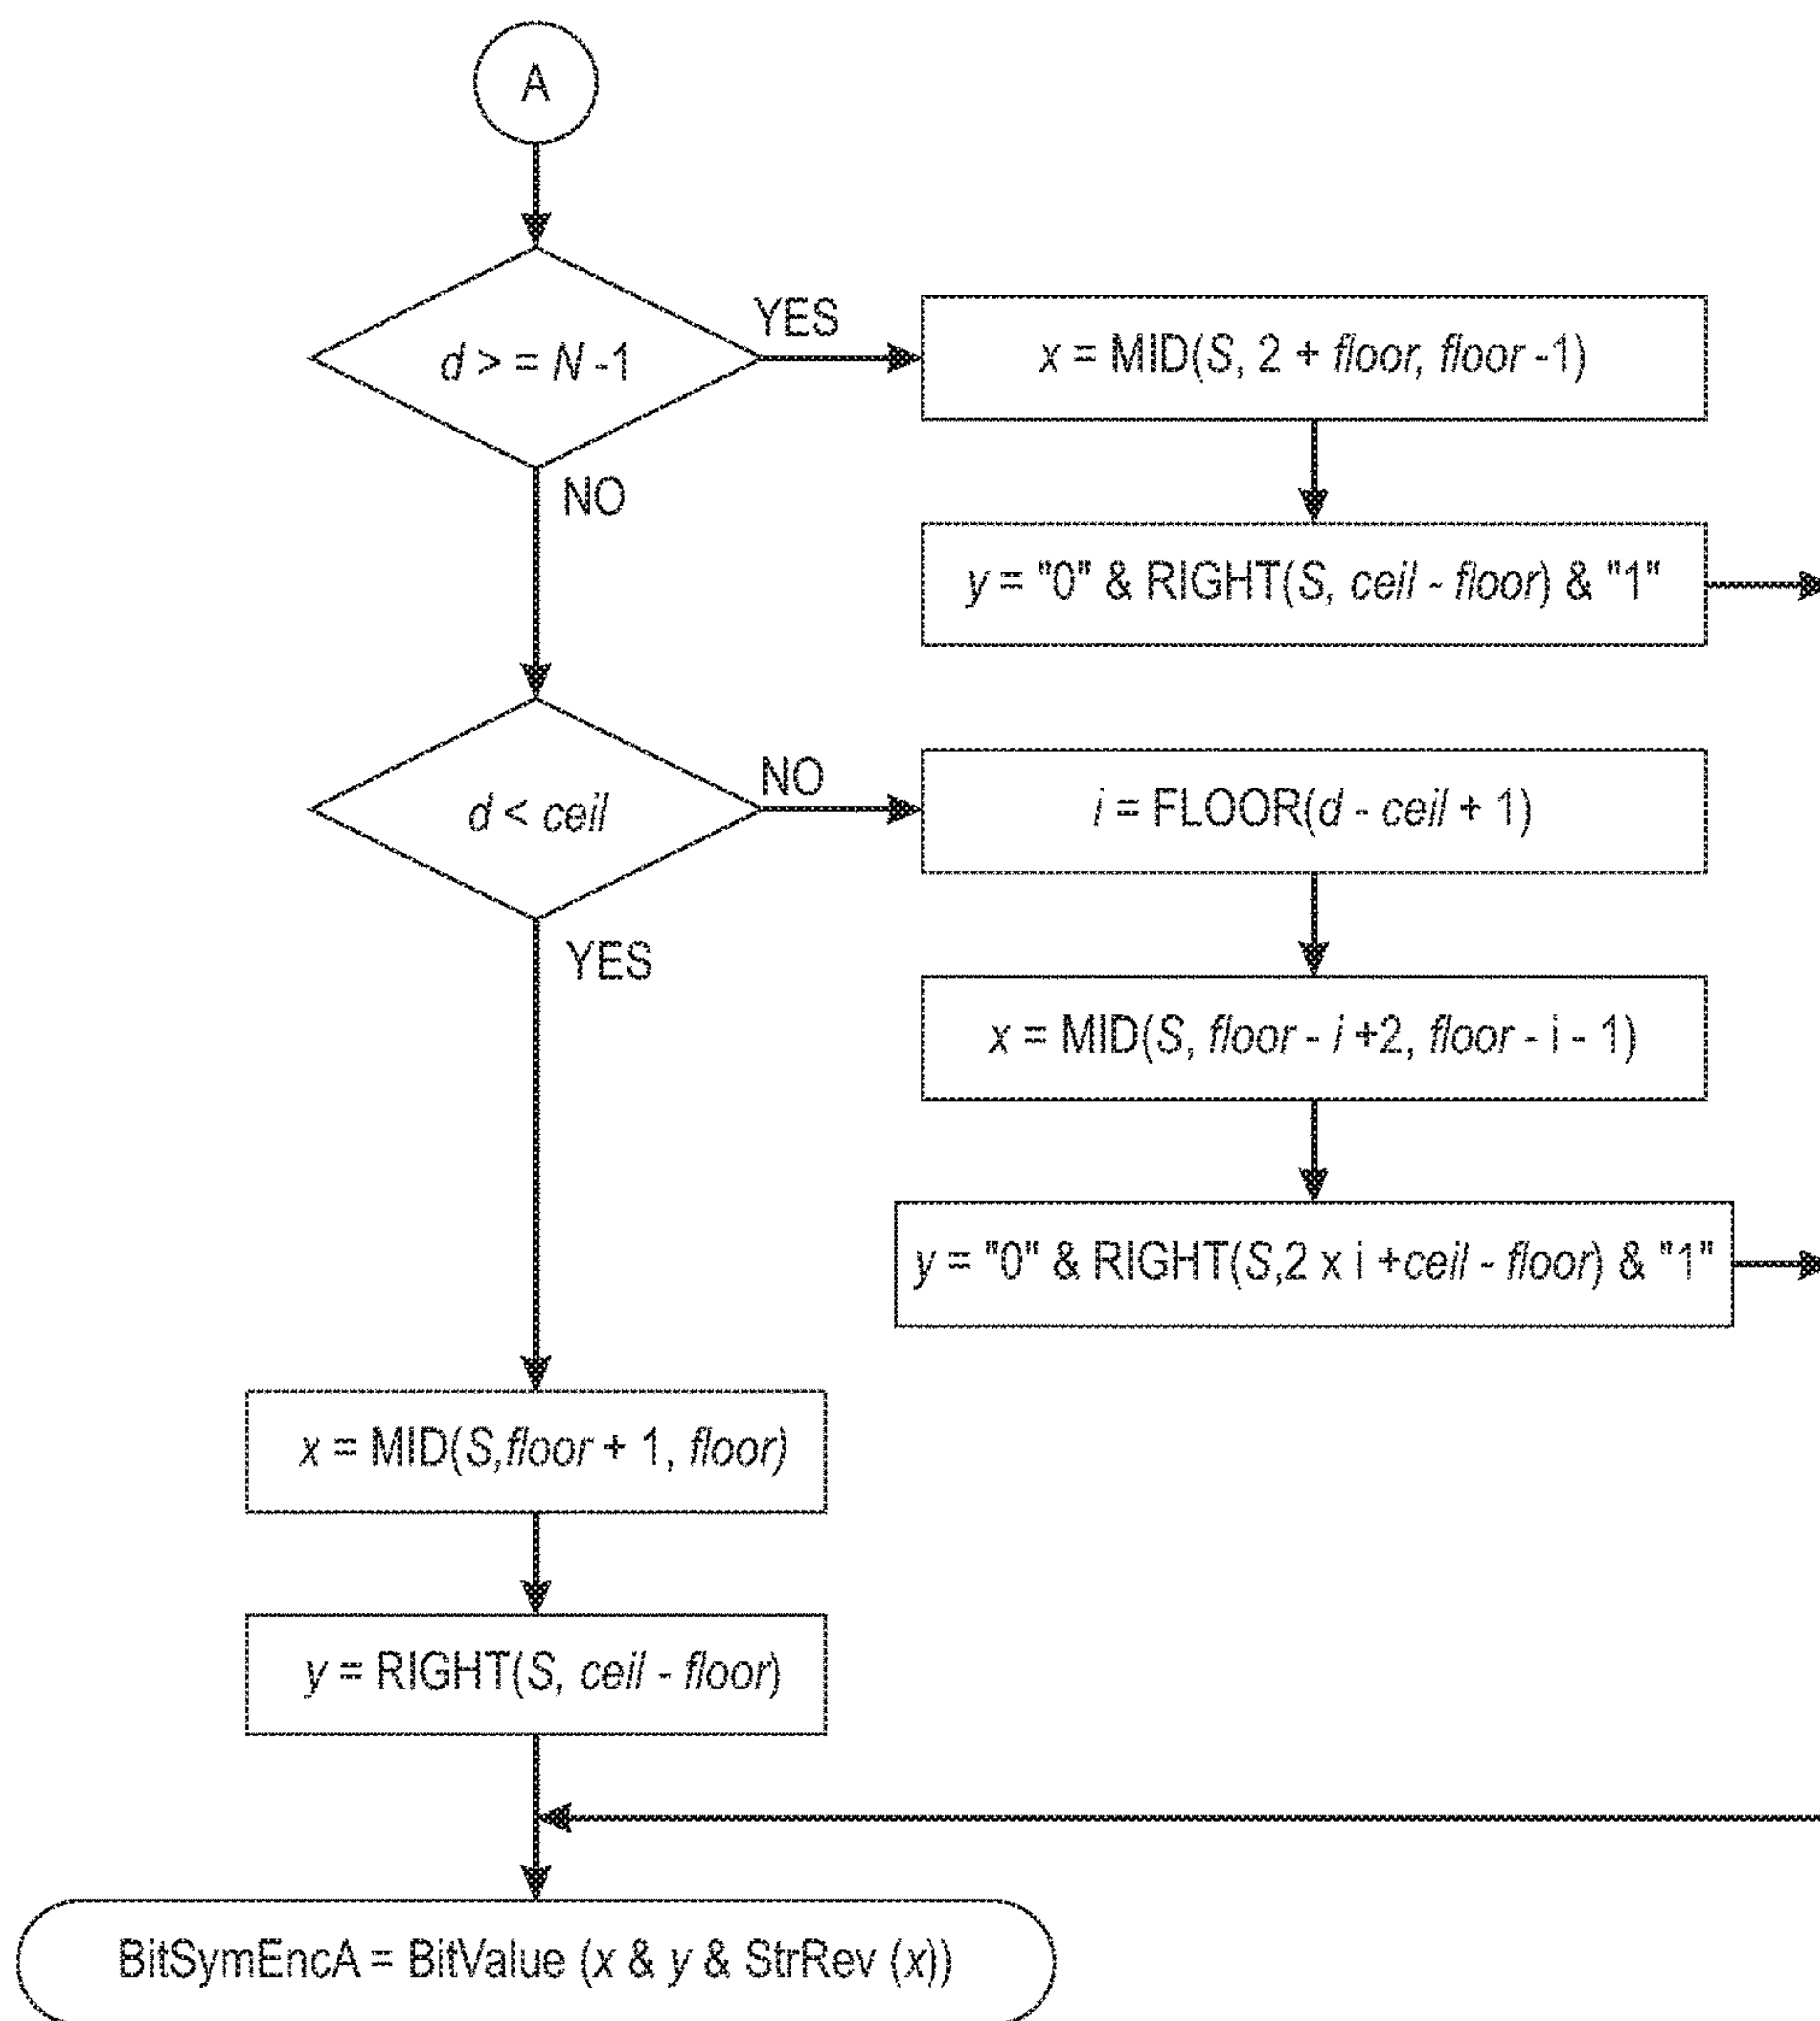 A
d > = N -1
YES
x = MID(S, 2 + floor, floor -1)
NO
y = "0" & RIGHT(S, ceil - floor) & "1"
d < ceil
NO
i = FLOOR(d - ceil + 1)
YES
x = MID(S, floor - i +2, floor - i - 1)
y = "0" & RIGHT(S,2 x i +ceil - floor) & "1"
x = MID(S,floor + 1, floor)
y = RIGHT(S, ceil - floor)
BitSymEncA = BitValue (x & y & StrRev (x))